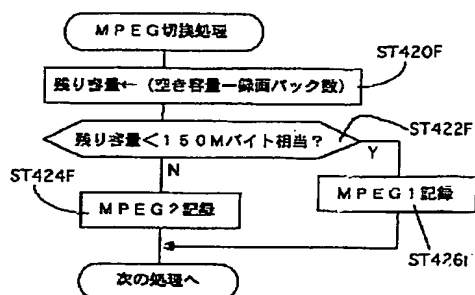 MPEG切換処理
ST420F
残り容量←(空き容量ー録画パック数)
残り容量<150Mバイト相当?
ST422F
Y
N
ST424F
MPEG2記録
MPEG1記録
ST426F
次の処理へ